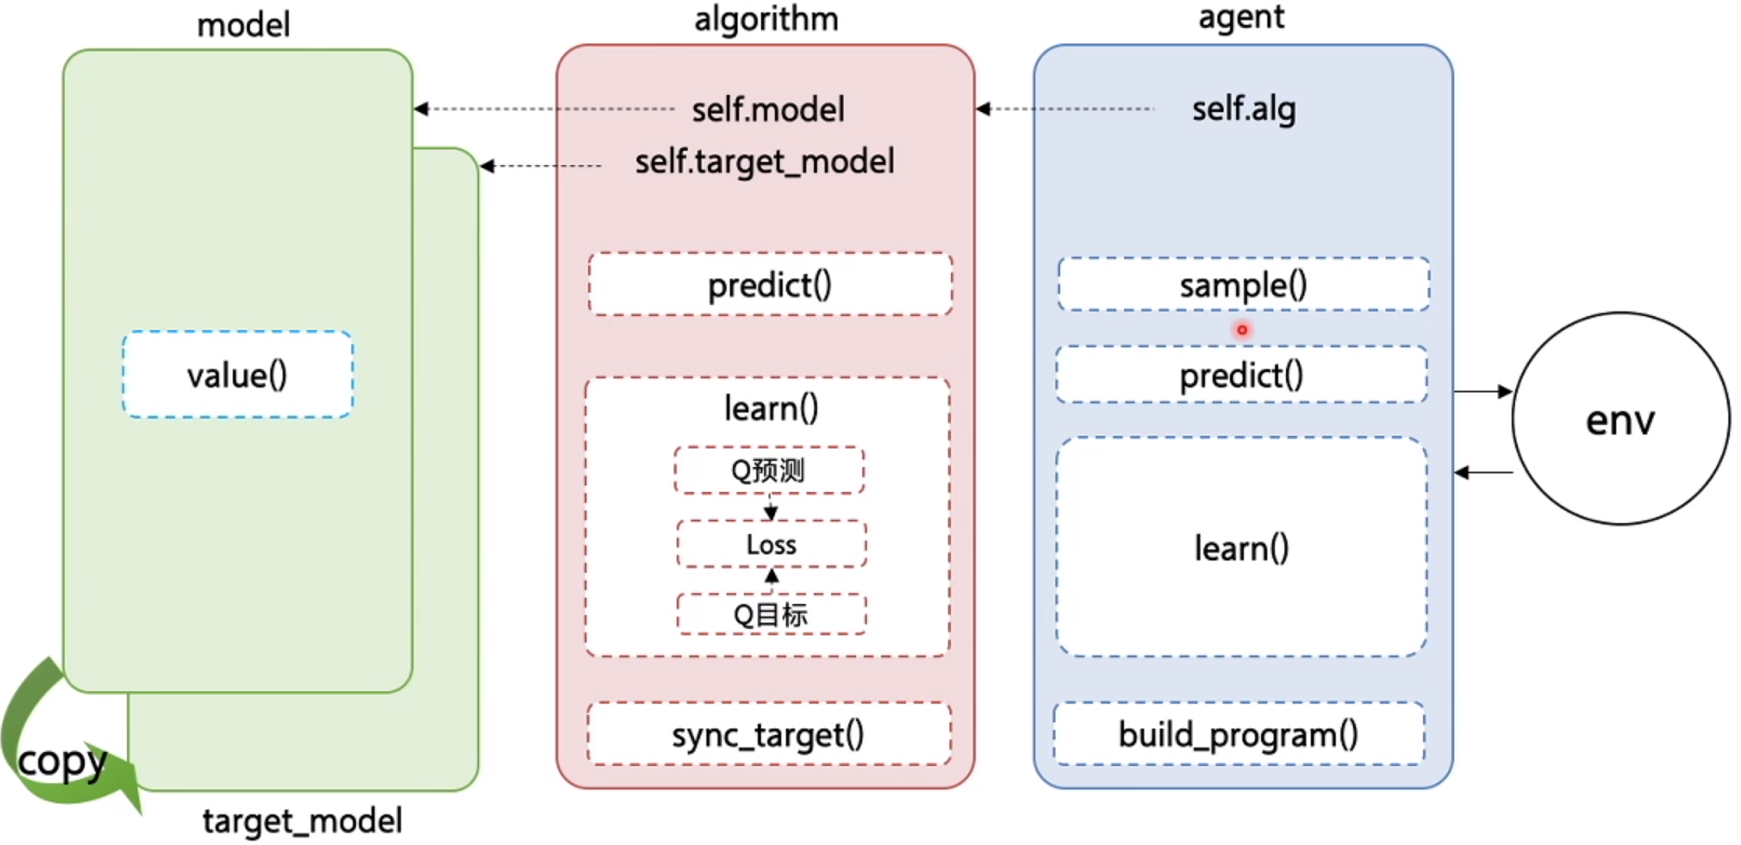 model
value()
copy
target_model
algorithm
self.model
self.target_model
predict()
learn()
Q预测
Loss
Q目标
sync_target()
agent
self.alg
sample()
predict()
learn()
build_program()
env